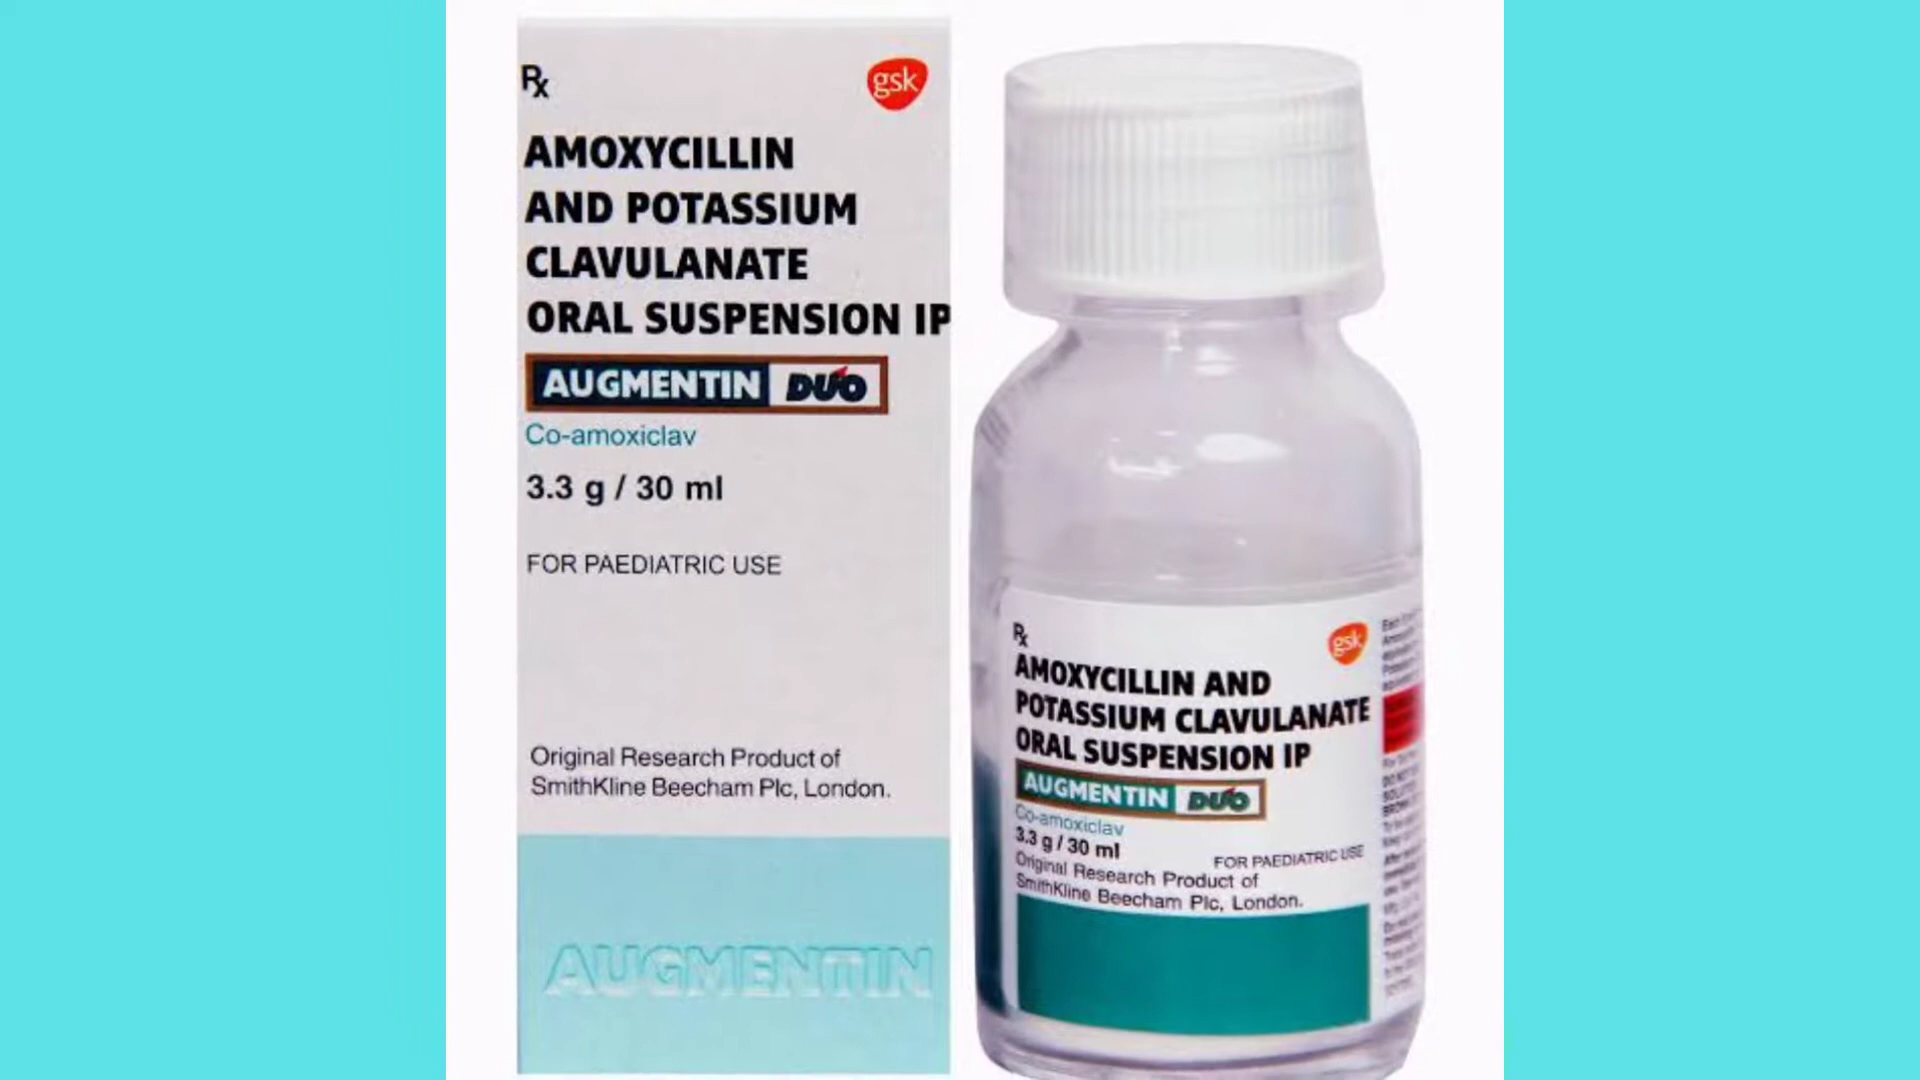 Rx
gsk
AMOXYCILLIN
AND POTASSIUM
CLAVULANATE
ORAL SUSPENSION IP
AUGMENTIN DUO
Co-amoxiclav
3.3 g / 30 ml
FOR PAEDIATRIC USE
Original Research Product of
SmithKline Beecham Plc, London.
AUGMENTIN
Rx
gsk
AMOXYCILLIN AND
POTASSIUM CLAVULANATE
ORAL SUSPENSION IP
AUGMENTIN DUO
Co-amoxiclav
3.3 g / 30 ml
FOR PAEDIATRIC USE
Original Research Product of
SmithKline Beecham Plc, London.